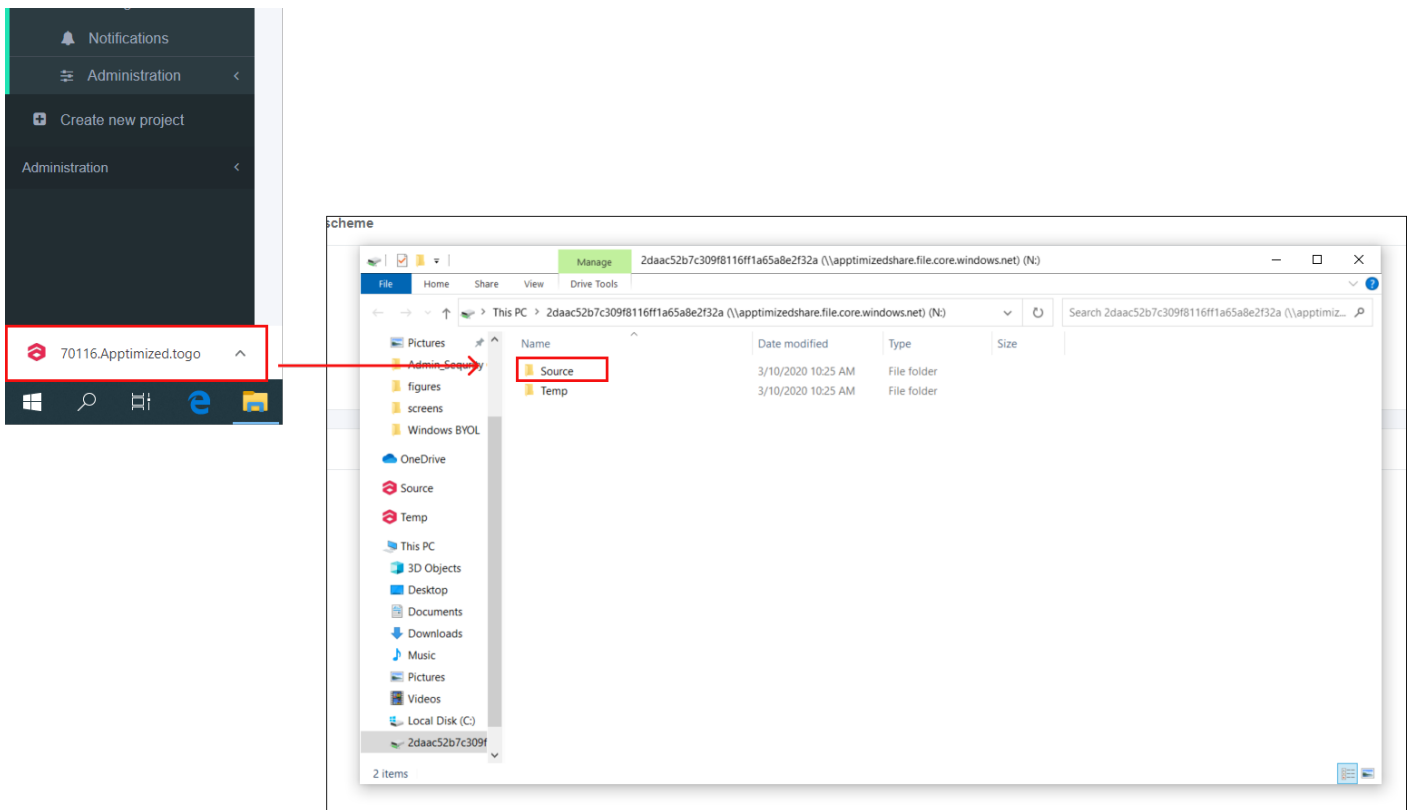 Notifications
Administration
Create new project
Administration
70116.Apptimized.togo
scheme
Manage 2daac52b7c309f8116ff1a65a8e2f32a (\\apptimizedshare.file.core.windows.net) (N:)
File Home Share View Drive Tools
This PC > 2daac52b7c309f8116ff1a65a8e2f32a (\\apptimizedshare.file.core.windows.net) (N:) Search 2daac52b7c309f8116ff1a65a8e2f32a (\\apptimiz...
Name Date modified Type Size
Source 3/10/2020 10:25 AM File folder
Temp 3/10/2020 10:25 AM File folder
Pictures
Admin_Sequrity
figures
screens
Windows BYOL
OneDrive
Source
Temp
This PC
3D Objects
Desktop
Documents
Downloads
Music
Pictures
Videos
Local Disk (C:)
2daac52b7c309f
2 items